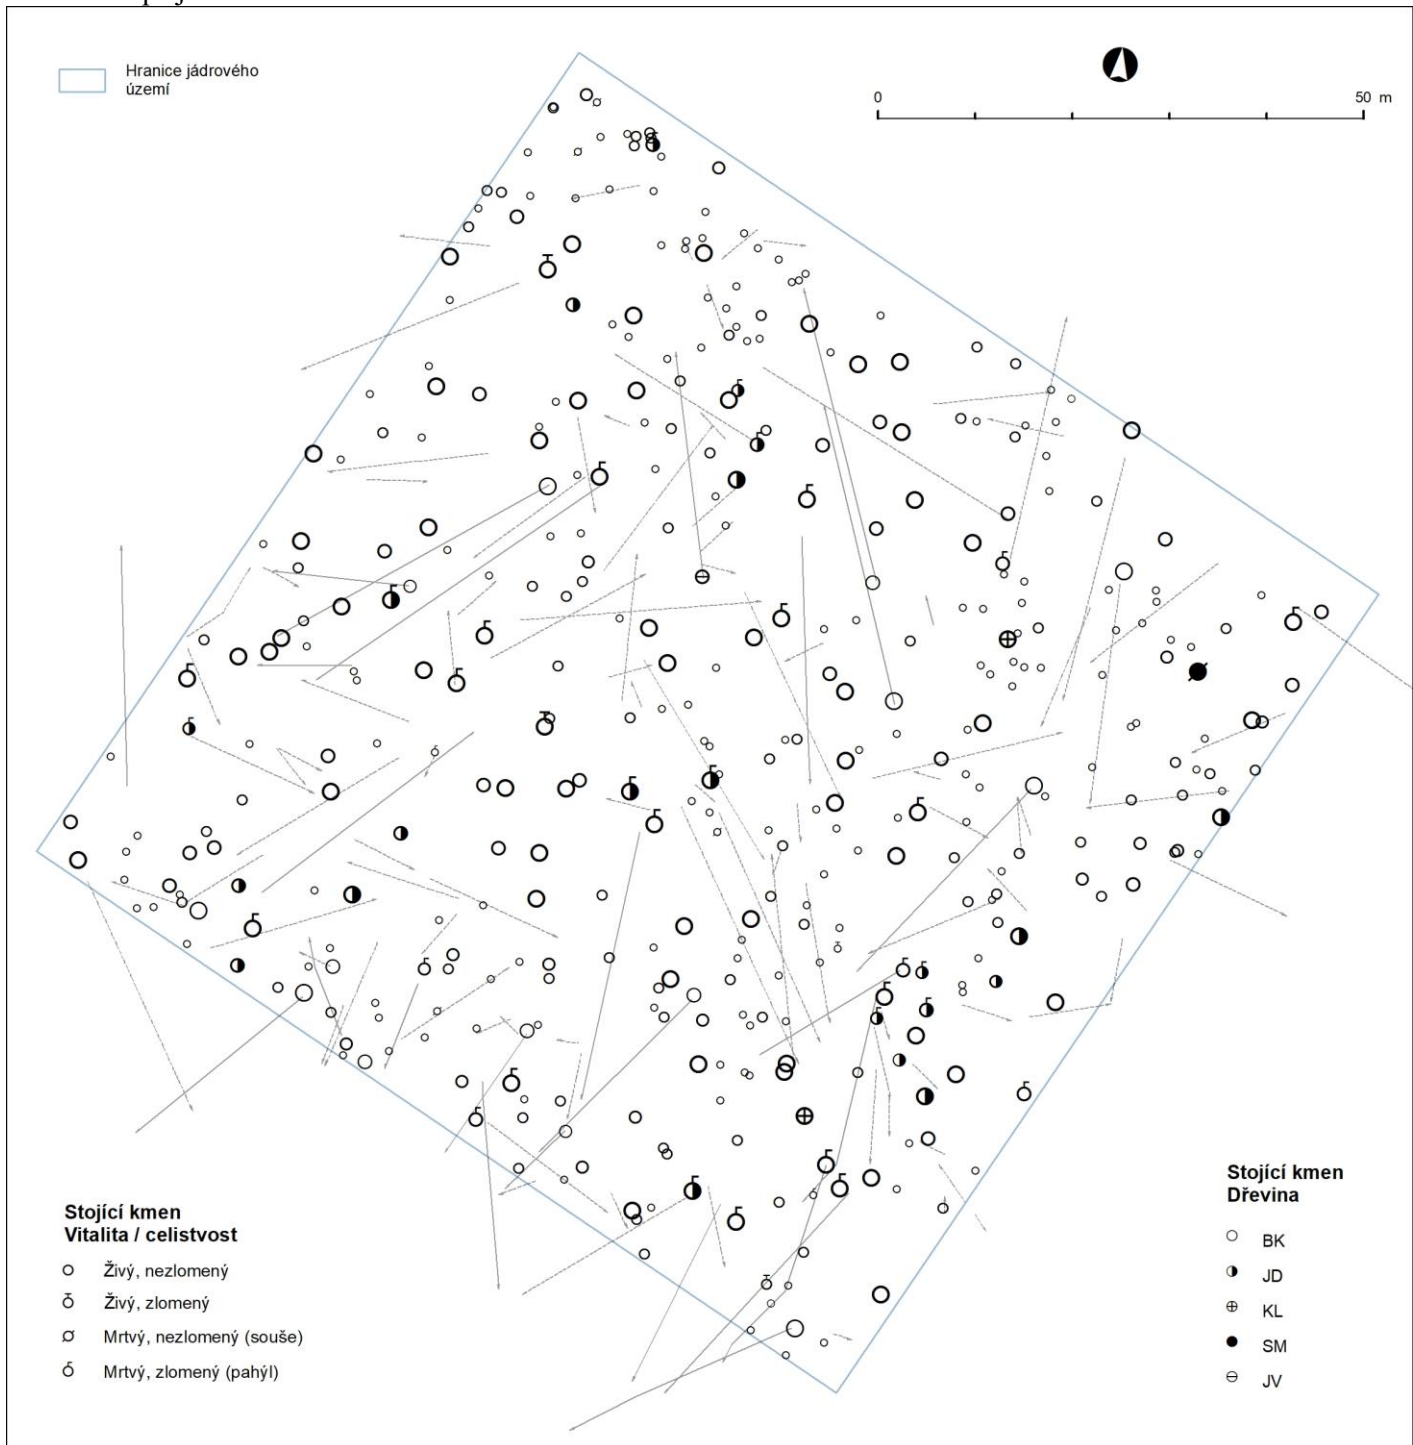 Hranice jádrového
území
0 50 m
Stojící kmen
Vitalita / celistvost
Živý, nezlomený
Živý, zlomený
Mrtvý, nezlomený (souše)
Mrtvý, zlomený (pahýl)
Stojící kmen
Dřevina
BK
JD
KL
SM
JV